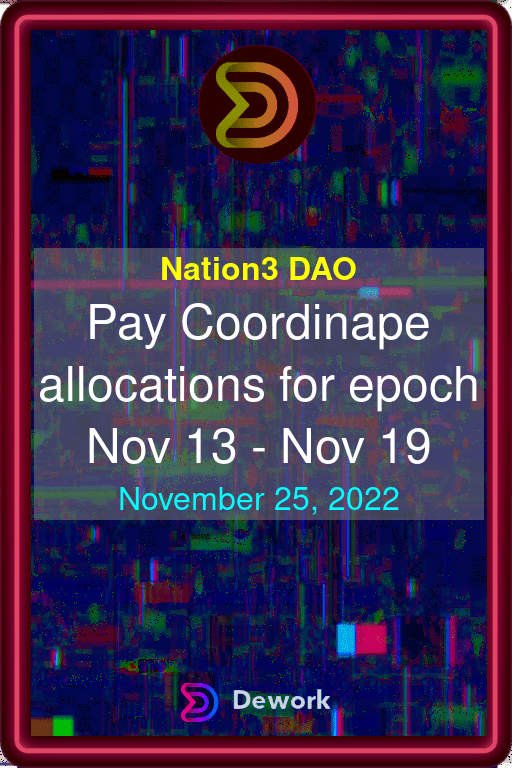 Nation3 DAO
Pay Coordinape
allocations for epoch
Nov 13 - Nov 19
November 25, 2022
Dework